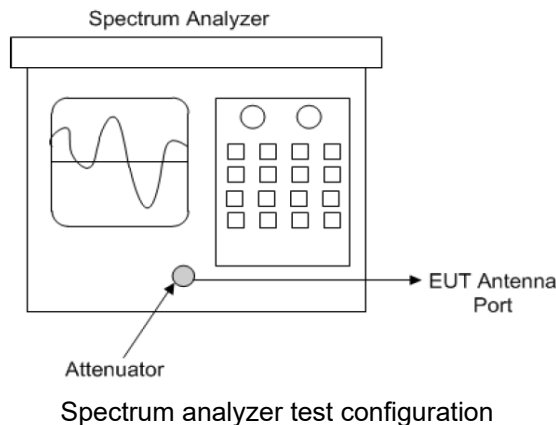 Spectrum Analyzer
EUT Antenna
Port
Attenuator
Spectrum analyzer test configuration